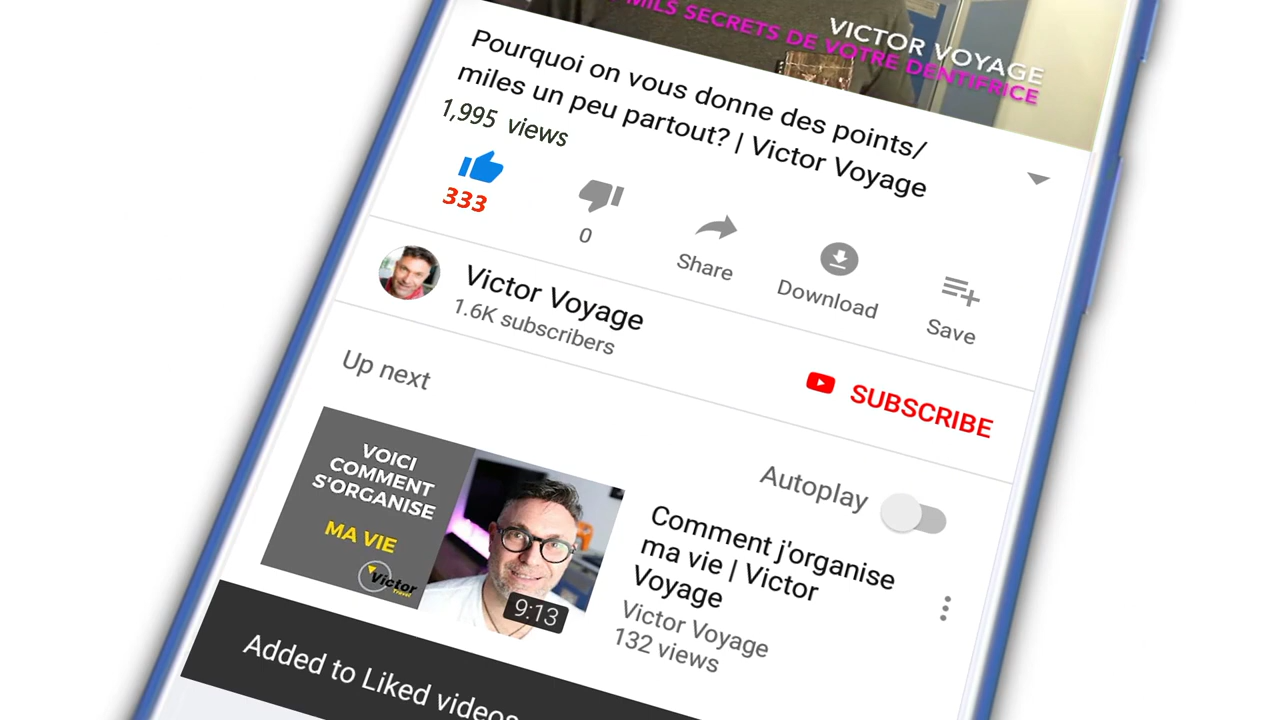 VICTOR VOYAGE
MILS SECRETS DE VOTRE DENTIFRICE
Pourquoi on vous donne des points/
miles un peu partout? | Victor Voyage
1,995 views
333
0
Share
Download
Save
Victor Voyage
1.6K subscribers
SUBSCRIBE
Up next
Autoplay
VOICI
COMMENT
S'ORGANISE
MA VIE
Victor
Travel
9:13
Comment j'organise
ma vie | Victor
Voyage
Victor Voyage
132 views
Added to Liked videos